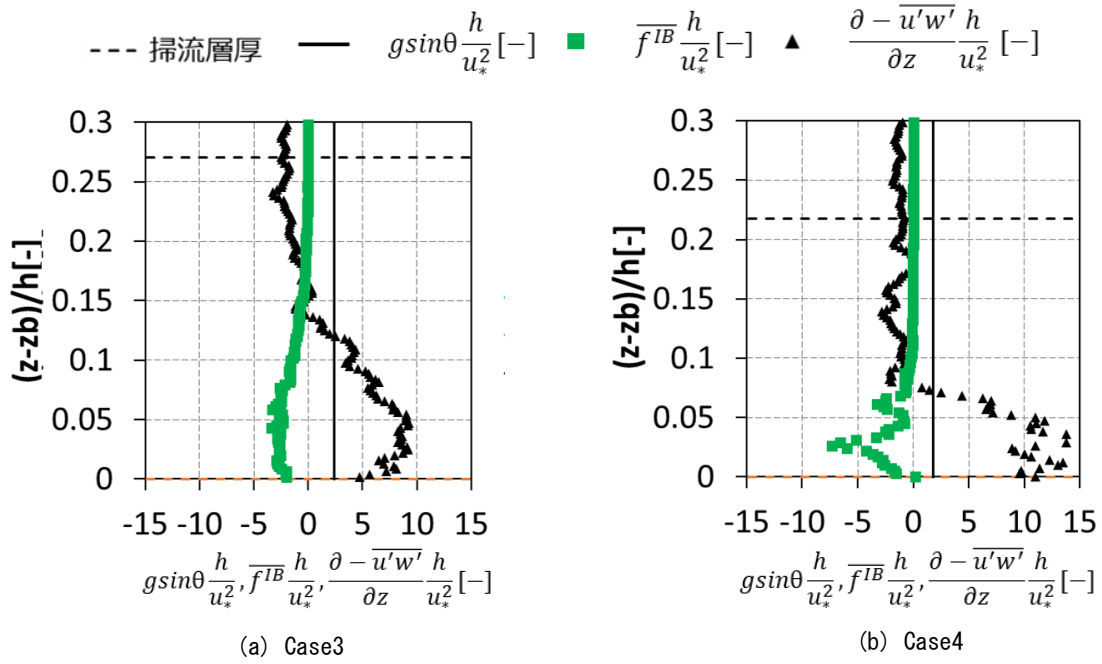 掃流層厚 gsinθ h/u*² [−] f^IB h/u*² [−] ∂ − u'w'/∂z h/u*² [−]
(z-zb)/h[-]
0.3
0.25
0.2
0.15
0.1
0.05
0
-15 -10 -5 0 5 10 15
gsinθ h/u*², f^IB h/u*², ∂ − u'w'/∂z h/u*² [−]
(a) Case3
(z-zb)/h[-]
0.3
0.25
0.2
0.15
0.1
0.05
0
-15 -10 -5 0 5 10 15
gsinθ h/u*², f^IB h/u*², ∂ − u'w'/∂z h/u*² [−]
(b) Case4